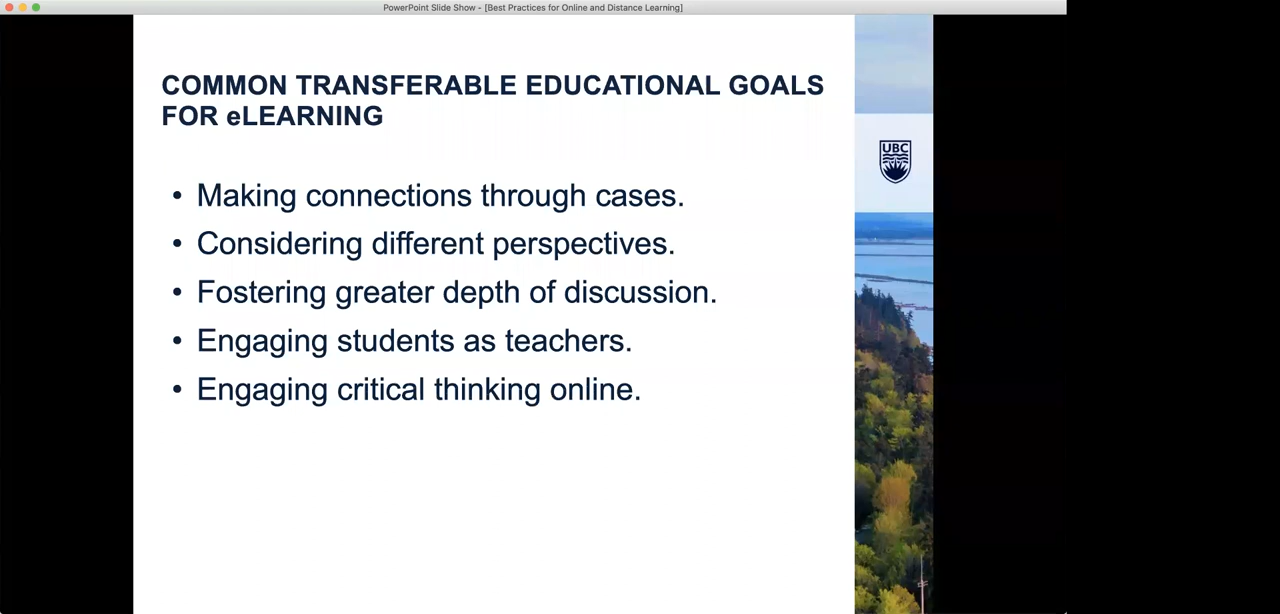 PowerPoint Slide Show - [Best Practices for Online and Distance Learning]
COMMON TRANSFERABLE EDUCATIONAL GOALS
FOR eLEARNING
UBC
• Making connections through cases.
• Considering different perspectives.
• Fostering greater depth of discussion.
• Engaging students as teachers.
• Engaging critical thinking online.